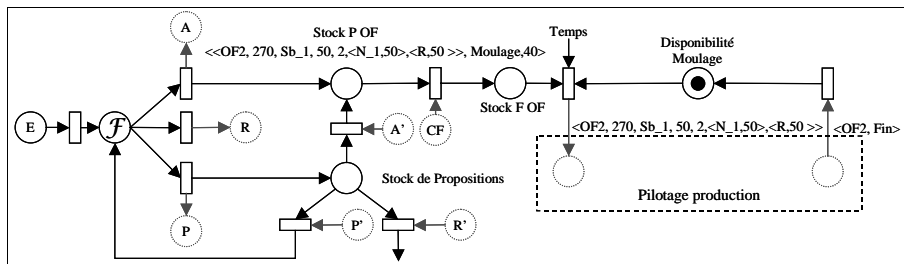 A
Stock P OF
Temps
Disponibilité
Moulage
<<OF2, 270, Sb_1, 50, 2,<N_1,50>,<R,50 >>, Moulage,40>
E
F
R
A'
CF
Stock F OF
<OF2, 270, Sb_1, 50, 2,<N_1,50>,<R,50 >>
<OF2, Fin>
Stock de Propositions
Pilotage production
P
P'
R'